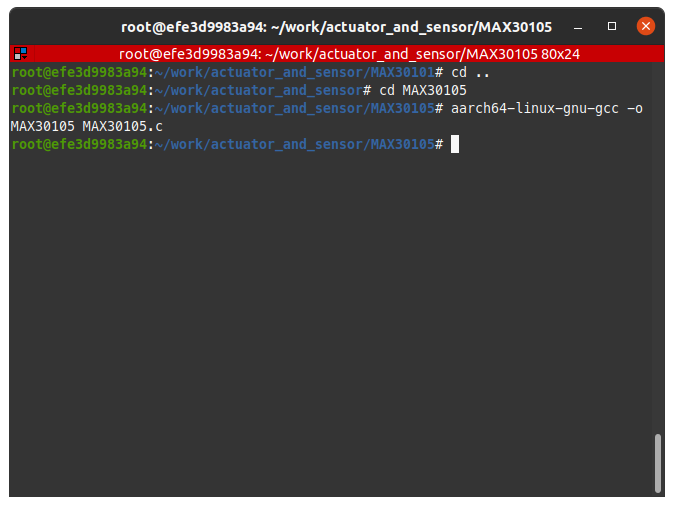 root@efe3d9983a94: ~/work/actuator_and_sensor/MAX30105
root@efe3d9983a94: ~/work/actuator_and_sensor/MAX30105 80x24
root@efe3d9983a94:~/work/actuator_and_sensor/MAX30101# cd ..
root@efe3d9983a94:~/work/actuator_and_sensor# cd MAX30105
root@efe3d9983a94:~/work/actuator_and_sensor/MAX30105# aarch64-linux-gnu-gcc -o
MAX30105 MAX30105.c
root@efe3d9983a94:~/work/actuator_and_sensor/MAX30105#